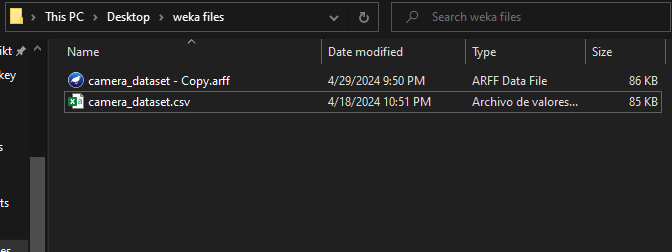 This PC > Desktop > weka files
Search weka files
Name Date modified Type Size
camera_dataset - Copy.arff 4/29/2024 9:50 PM ARFF Data File 86 KB
camera_dataset.csv 4/18/2024 10:51 PM Archivo de valores... 85 KB
ikt
key
s
ts
es